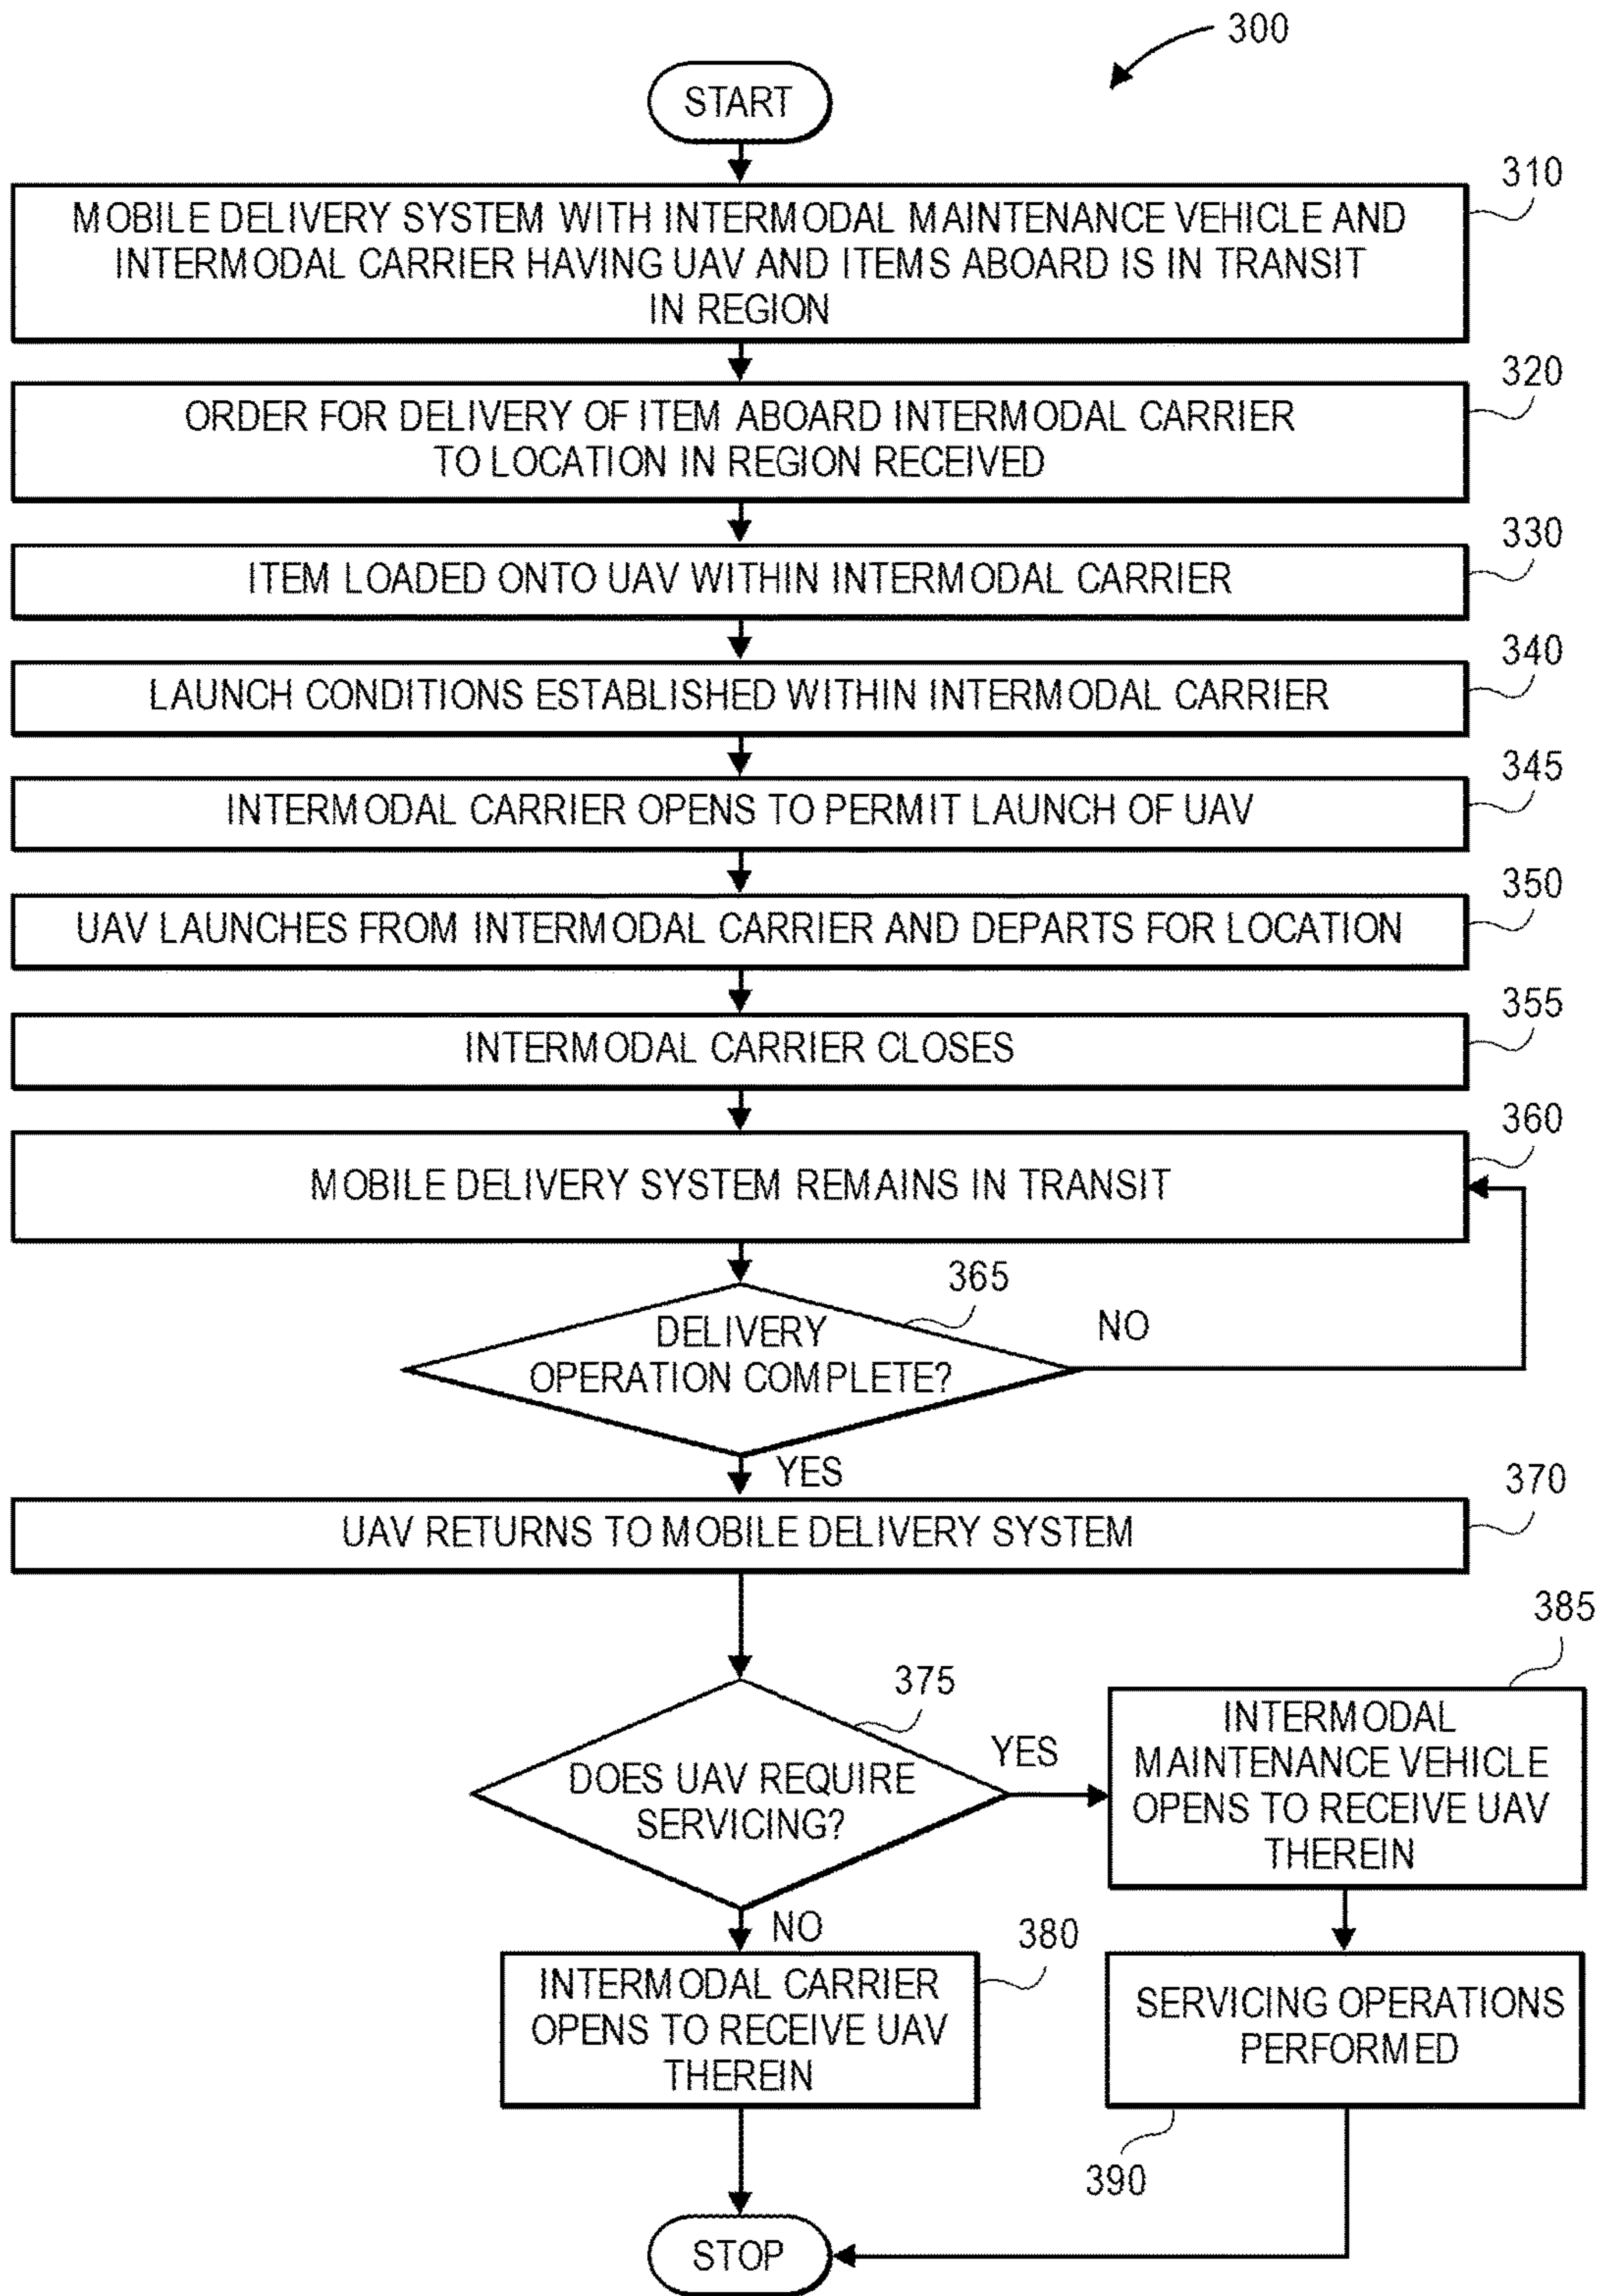 300
START
310
MOBILE DELIVERY SYSTEM WITH INTERMODAL MAINTENANCE VEHICLE AND
INTERMODAL CARRIER HAVING UAV AND ITEMS ABOARD IS IN TRANSIT
IN REGION
320
ORDER FOR DELIVERY OF ITEM ABOARD INTERMODAL CARRIER
TO LOCATION IN REGION RECEIVED
330
ITEM LOADED ONTO UAV WITHIN INTERMODAL CARRIER
340
LAUNCH CONDITIONS ESTABLISHED WITHIN INTERMODAL CARRIER
345
INTERMODAL CARRIER OPENS TO PERMIT LAUNCH OF UAV
350
UAV LAUNCHES FROM INTERMODAL CARRIER AND DEPARTS FOR LOCATION
355
INTERMODAL CARRIER CLOSES
360
MOBILE DELIVERY SYSTEM REMAINS IN TRANSIT
365
DELIVERY
OPERATION COMPLETE?
NO
YES
370
UAV RETURNS TO MOBILE DELIVERY SYSTEM
375
DOES UAV REQUIRE
SERVICING?
YES
385
INTERMODAL
MAINTENANCE VEHICLE
OPENS TO RECEIVE UAV
THEREIN
NO
380
INTERMODAL CARRIER
OPENS TO RECEIVE UAV
THEREIN
SERVICING OPERATIONS
PERFORMED
390
STOP